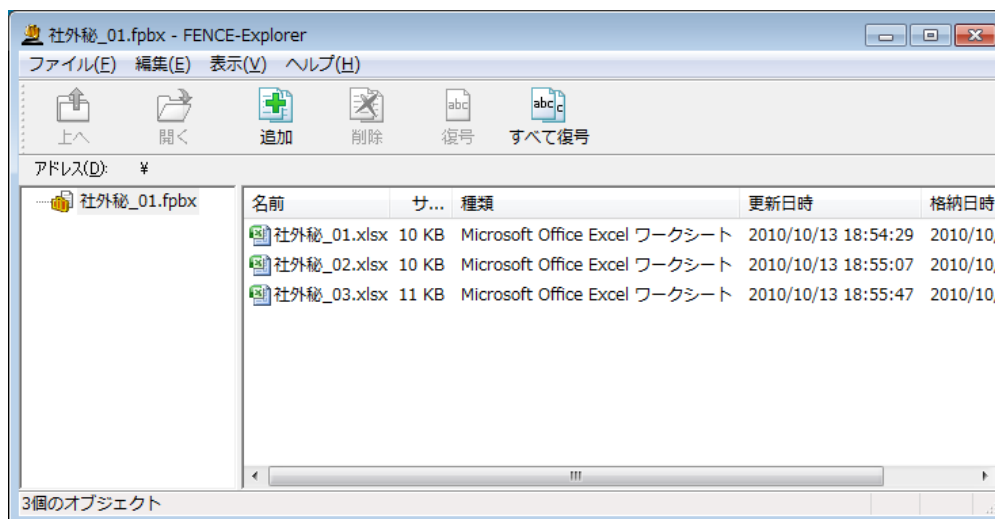 社外秘_01.fpbx - FENCE-Explorer
ファイル(F) 編集(E) 表示(V) ヘルプ(H)
abc abc c
上へ 開く 追加 削除 復号 すべて復号
アドレス(D): ¥
社外秘_01.fpbx
名前 サ... 種類 更新日時 格納日時
社外秘_01.xlsx 10 KB Microsoft Office Excel ワークシート 2010/10/13 18:54:29 2010/10/
社外秘_02.xlsx 10 KB Microsoft Office Excel ワークシート 2010/10/13 18:55:07 2010/10/
社外秘_03.xlsx 11 KB Microsoft Office Excel ワークシート 2010/10/13 18:55:47 2010/10/
3個のオブジェクト